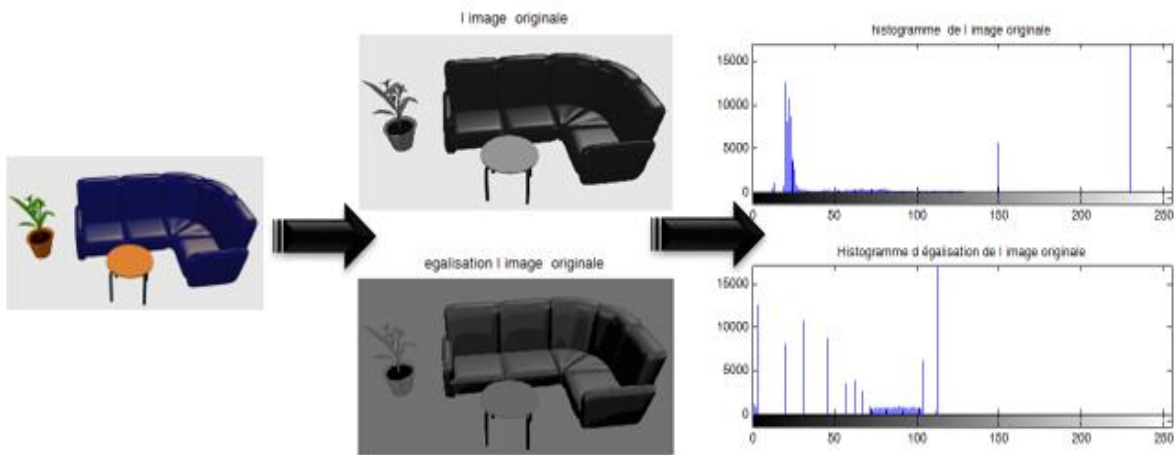 l image originale
histogramme de l image originale
15000
10000
5000
0
0 50 100 150 200 250
egalisation l image originale
Histogramme d égalisation de l image originale
15000
10000
5000
0
0 50 100 150 200 250